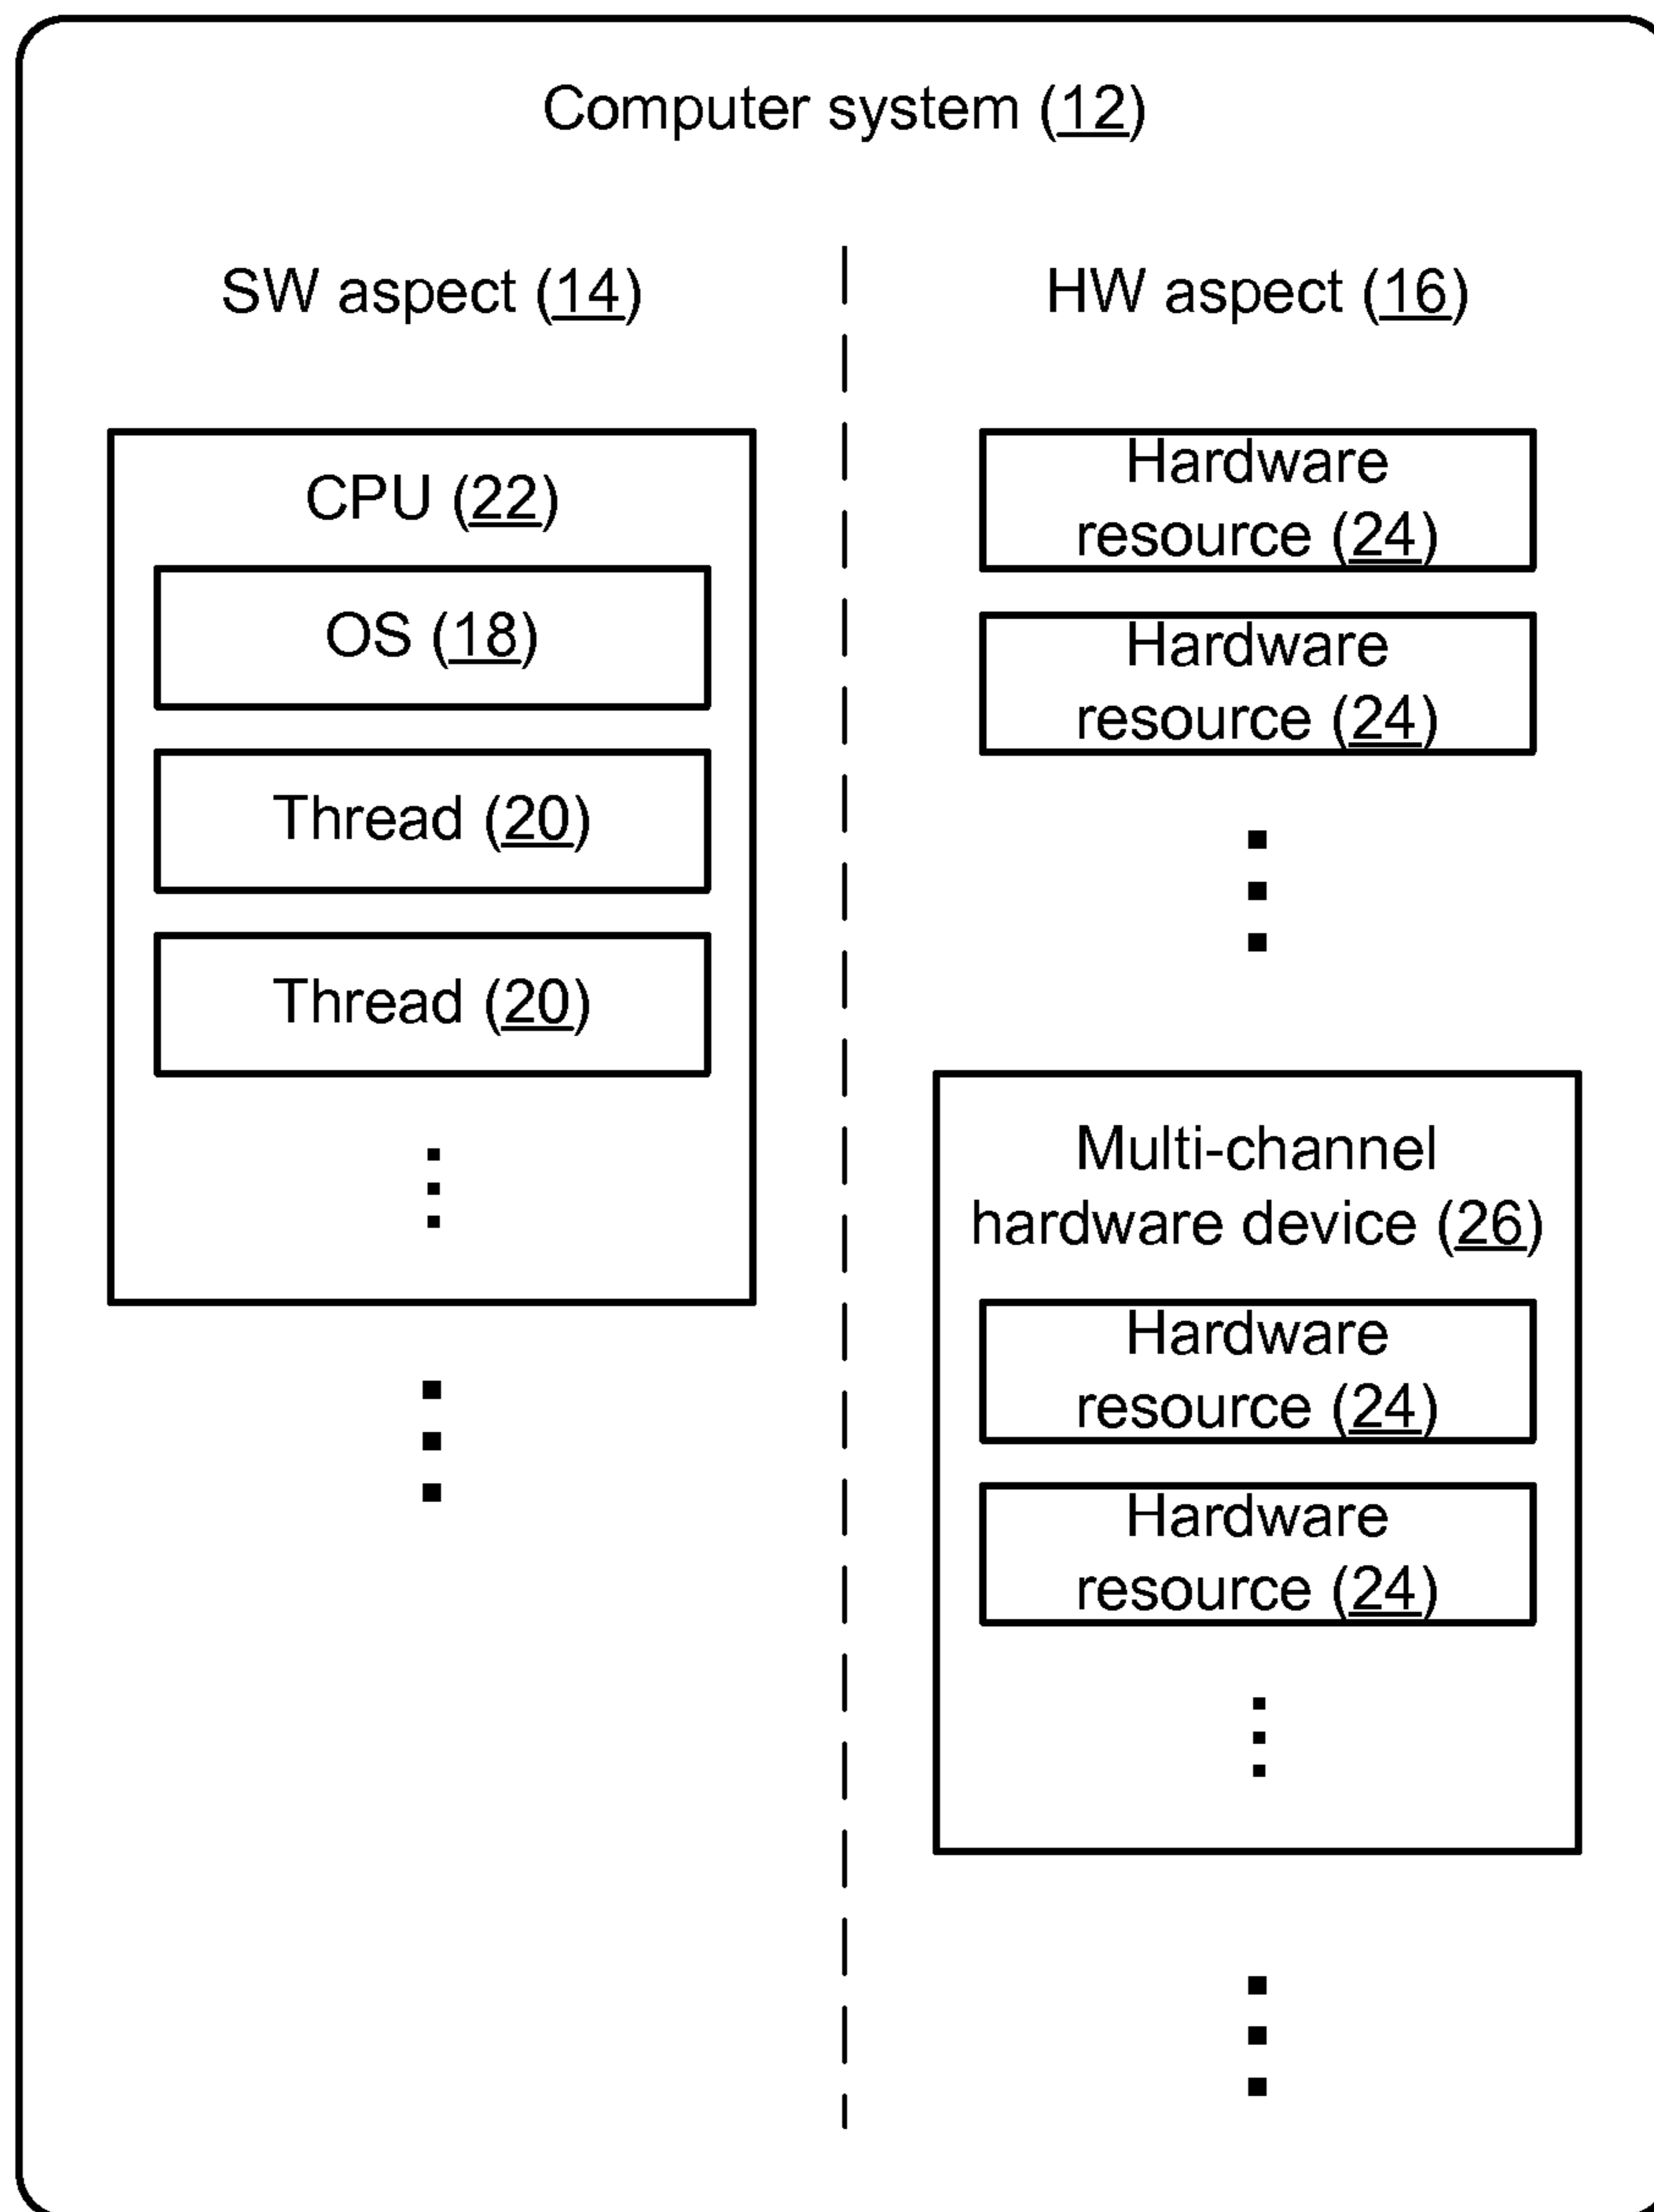 Computer system (12)
SW aspect (14)
CPU (22)
OS (18)
Thread (20)
Thread (20)
HW aspect (16)
Hardware
resource (24)
Hardware
resource (24)
Multi-channel
hardware device (26)
Hardware
resource (24)
Hardware
resource (24)